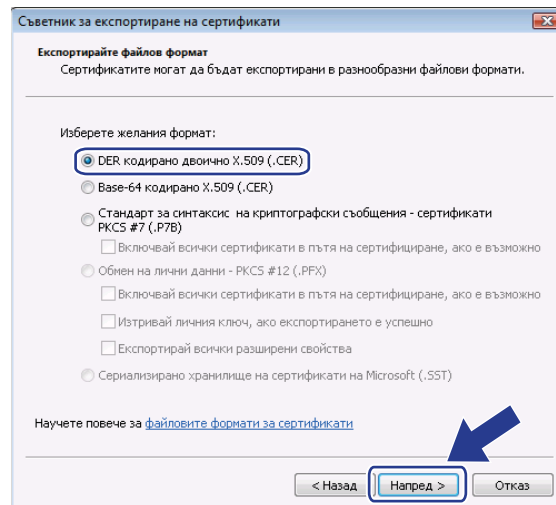 Съветник за експортиране на сертификати
Експортирайте файлов формат
Сертификатите могат да бъдат експортирани в разнообразни файлови формати.
Изберете желания формат:
DER кодирано двоично X.509 (.CER)
Base-64 кодирано X.509 (.CER)
Стандарт за синтаксис на криптографски съобщения - сертификати
PKCS #7 (.P7B)
Включвай всички сертификати в пътя на сертифициране, ако е възможно
Обмен на лични данни - PKCS #12 (.PFX)
Включвай всички сертификати в пътя на сертифициране, ако е възможно
Изтривай личния ключ, ако експортирането е успешно
Експортирай всички разширени свойства
Сериализирано хранилище на сертификати на Microsoft (.SST)
Научете повече за файловите формати за сертификати
< Назад Напред > Отказ